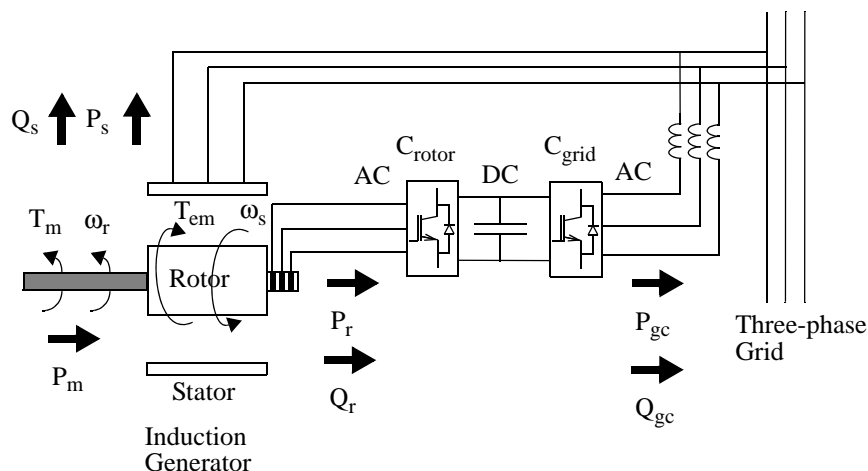 Q_s P_s
C_rotor C_grid
AC DC AC
T_m ω_r T_em ω_s
Rotor
P_m P_r P_gc
Three-phase
Grid
Stator Q_r Q_gc
Induction
Generator